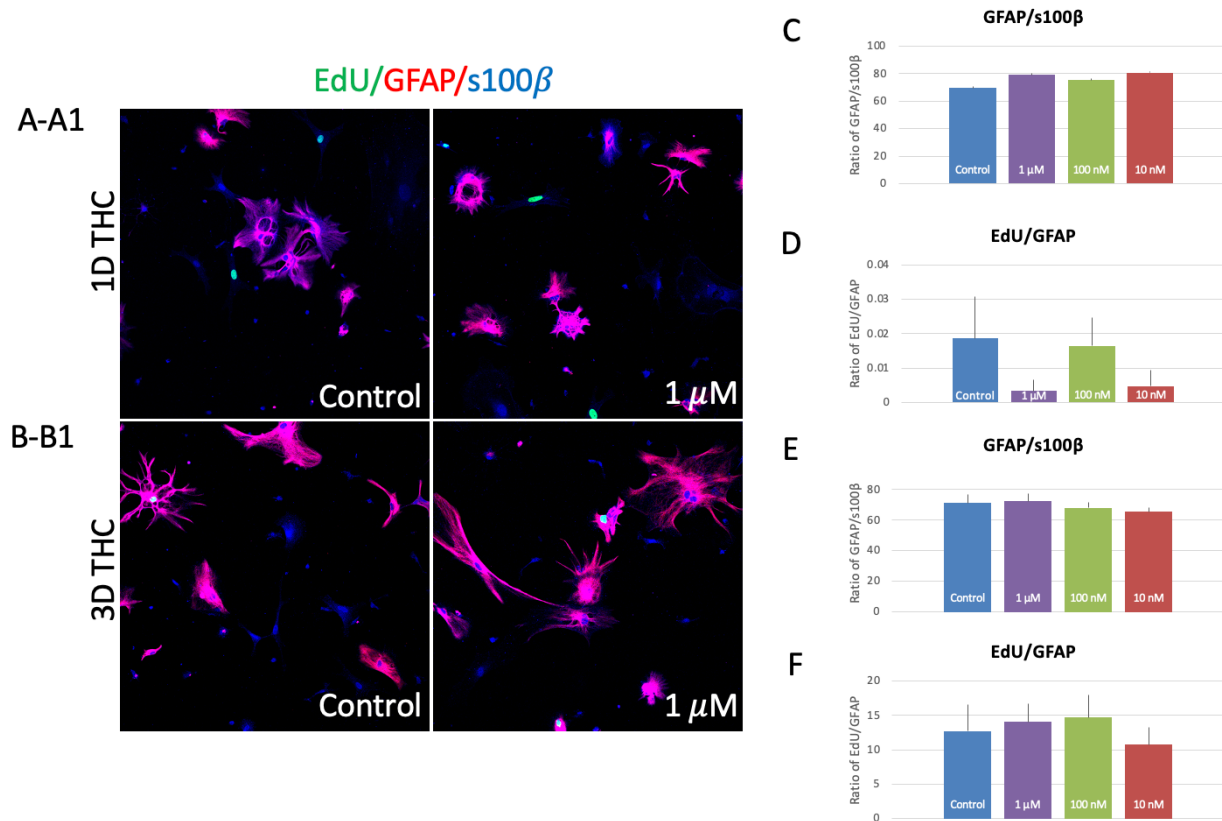 EdU/GFAP/s100β
A-A1
1D THC
Control
1 μM
B-B1
3D THC
Control
1 μM
C
GFAP/s100β
Ratio of GFAP/s100β
100
80
60
40
20
0
Control
1 μM
100 nM
10 nM
D
EdU/GFAP
Ratio of EdU/GFAP
0.04
0.03
0.02
0.01
0
Control
1 μM
100 nM
10 nM
E
GFAP/s100β
Ratio of GFAP/s100β
80
60
40
20
0
Control
1 μM
100 nM
10 nM
F
EdU/GFAP
Ratio of EdU/GFAP
20
15
10
5
0
Control
1 μM
100 nM
10 nM